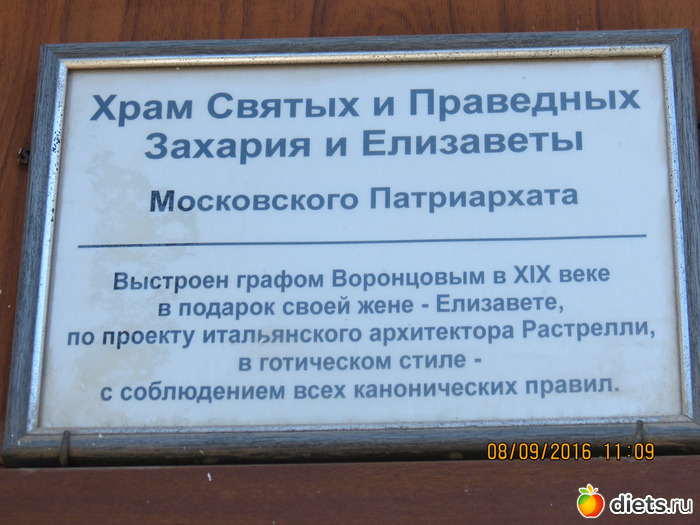 Храм Святых и Праведных
Захария и Елизаветы
Московского Патриархата
Выстроен графом Воронцовым в XIX веке
в подарок своей жене - Елизавете,
по проекту итальянского архитектора Растрелли,
в готическом стиле -
с соблюдением всех канонических правил.
08/09/2016 11:09
diets.ru